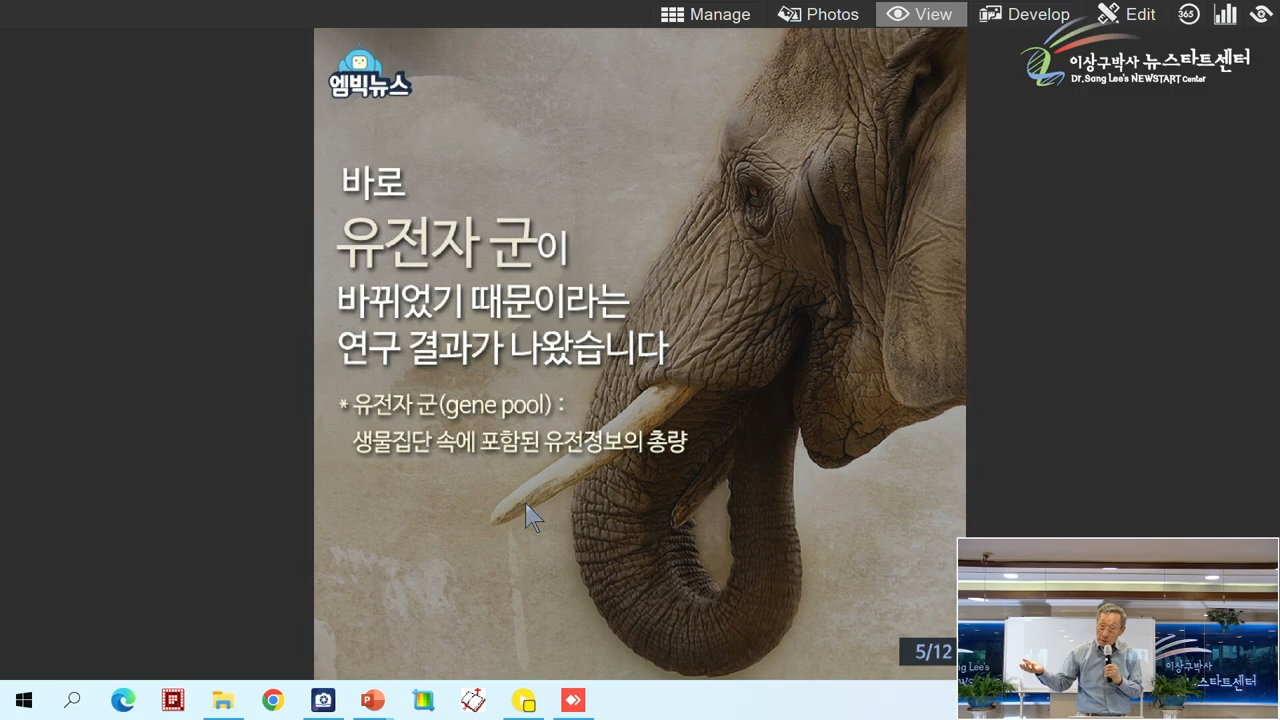 Manage
Photos
View
Develop
Edit
365
이상구박사 뉴스타트센터
Dr. Sang Lee's NEWSTART Center
엠빅뉴스
바로
유전자 군이
바뀌었기 때문이라는
연구 결과가 나왔습니다
* 유전자 군(gene pool) :
생물집단 속에 포함된 유전정보의 총량
5/12
이상구박사
스타트센터